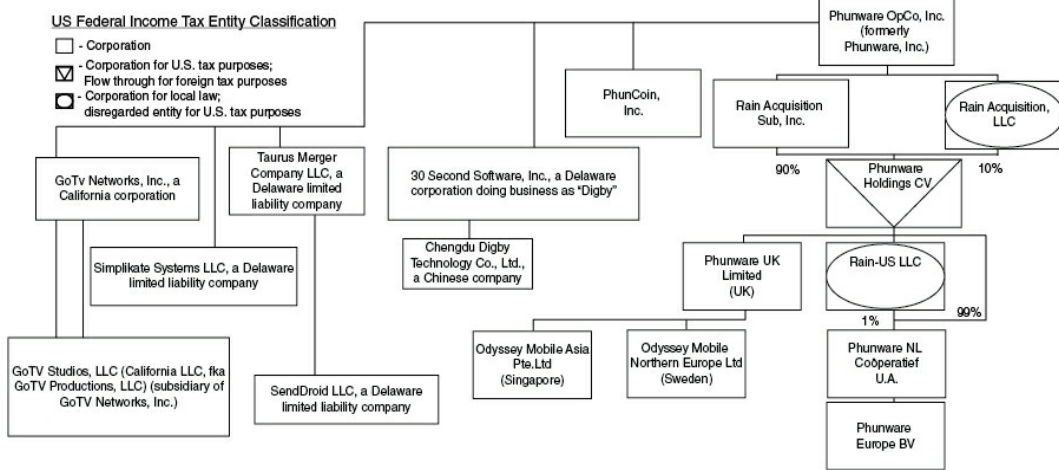 US Federal Income Tax Entity Classification
- Corporation
- Corporation for U.S. tax purposes;
Flow through for foreign tax purposes
- Corporation for local law;
disregarded entity for U.S. tax purposes
Phunware OpCo, Inc.
(formerly
Phunware, Inc.)
PhunCoin,
Inc.
Rain Acquisition
Sub, Inc.
Rain Acquisition,
LLC
GoTv Networks, Inc., a
California corporation
Taurus Merger
Company LLC, a
Delaware limited
liability company
30 Second Software, Inc., a Delaware
corporation doing business as “Digby”
90%
Phunware
Holdings CV
10%
Simplikate Systems LLC, a Delaware
limited liability company
Chengdu Digby
Technology Co., Ltd.,
a Chinese company
Phunware UK
Limited
(UK)
Rain-US LLC
1%
99%
GoTV Studios, LLC (California LLC, fka
GoTV Productions, LLC) (subsidiary of
GoTV Networks, Inc.)
SendDroid LLC, a Delaware
limited liability company
Odyssey Mobile Asia
Pte.Ltd
(Singapore)
Odyssey Mobile
Northern Europe Ltd
(Sweden)
Phunware NL
Coöperatief
U.A.
Phunware
Europe BV